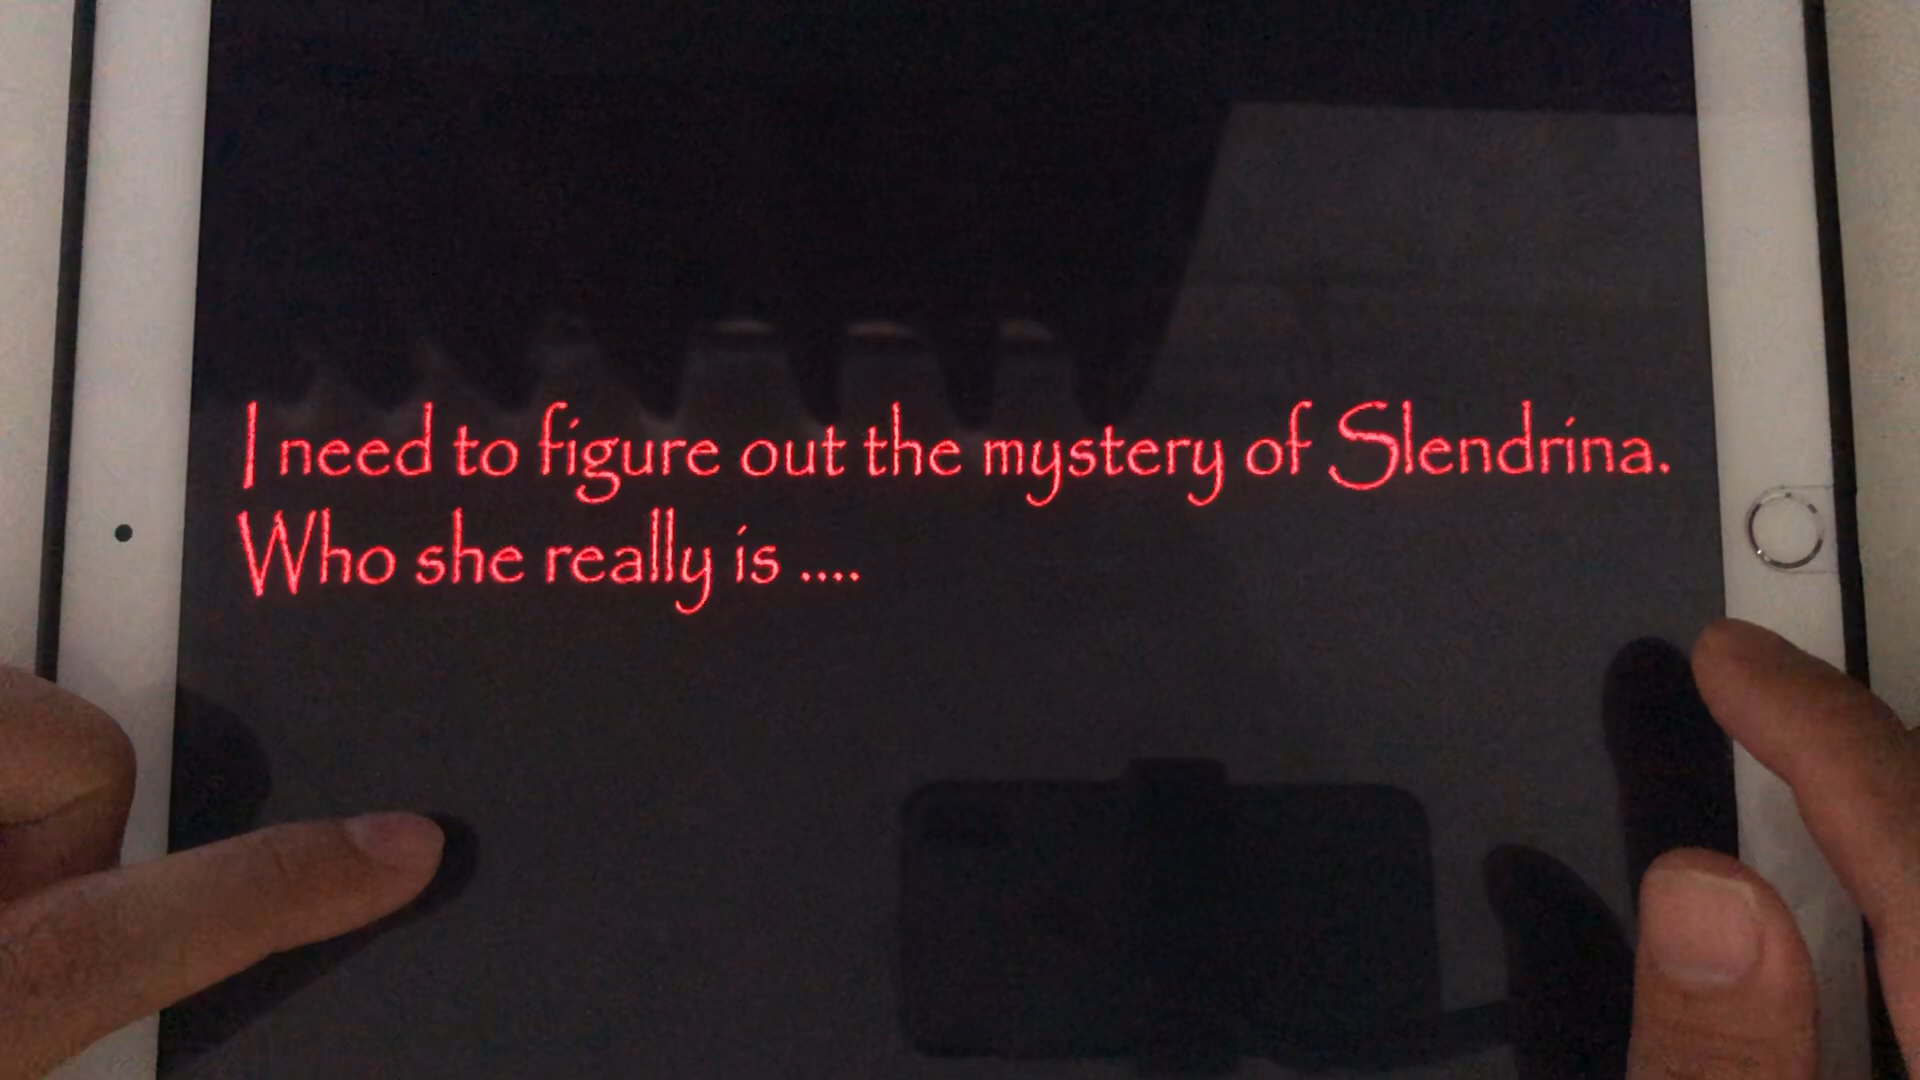 I need to figure out the mystery of Slendrina.
Who she really is ....